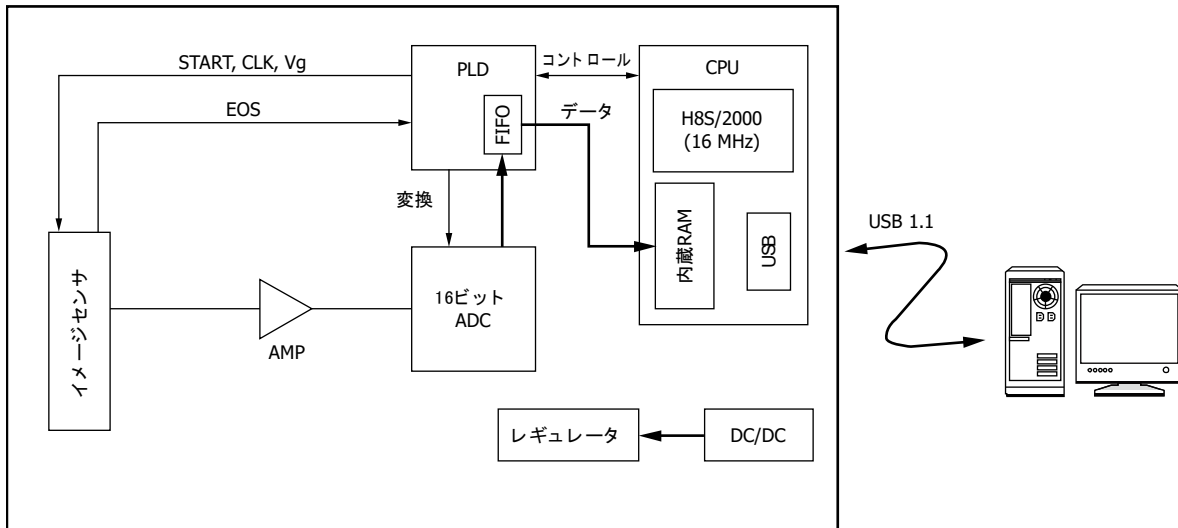 START, CLK, Vg
EOS
PLD
FIFO
コントロール
データ
CPU
H8S/2000
(16 MHz)
内蔵RAM
USB
変換
イメージセンサ
AMP
16ビット
ADC
レギュレータ
DC/DC
USB 1.1